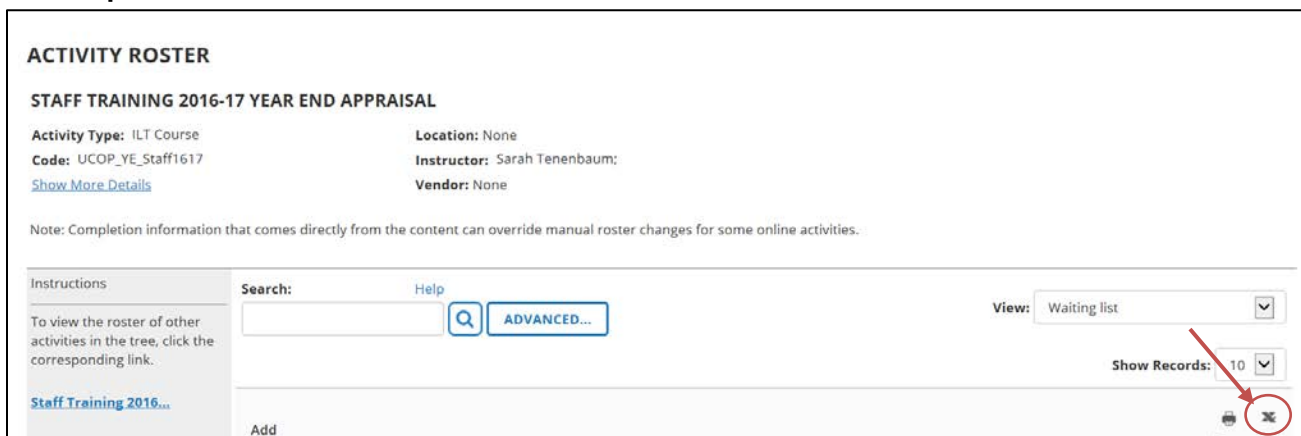 ACTIVITY ROSTER
STAFF TRAINING 2016-17 YEAR END APPRAISAL
Activity Type: ILT Course
Location: None
Code: UCOP_YE_Staff1617
Instructor: Sarah Tenenbaum;
Show More Details
Vendor: None
Note: Completion information that comes directly from the content can override manual roster changes for some online activities.
Instructions
To view the roster of other
activities in the tree, click the
corresponding link.
Staff Training 2016...
Search:
Help
ADVANCED...
View: Waiting list
Show Records: 10
Add